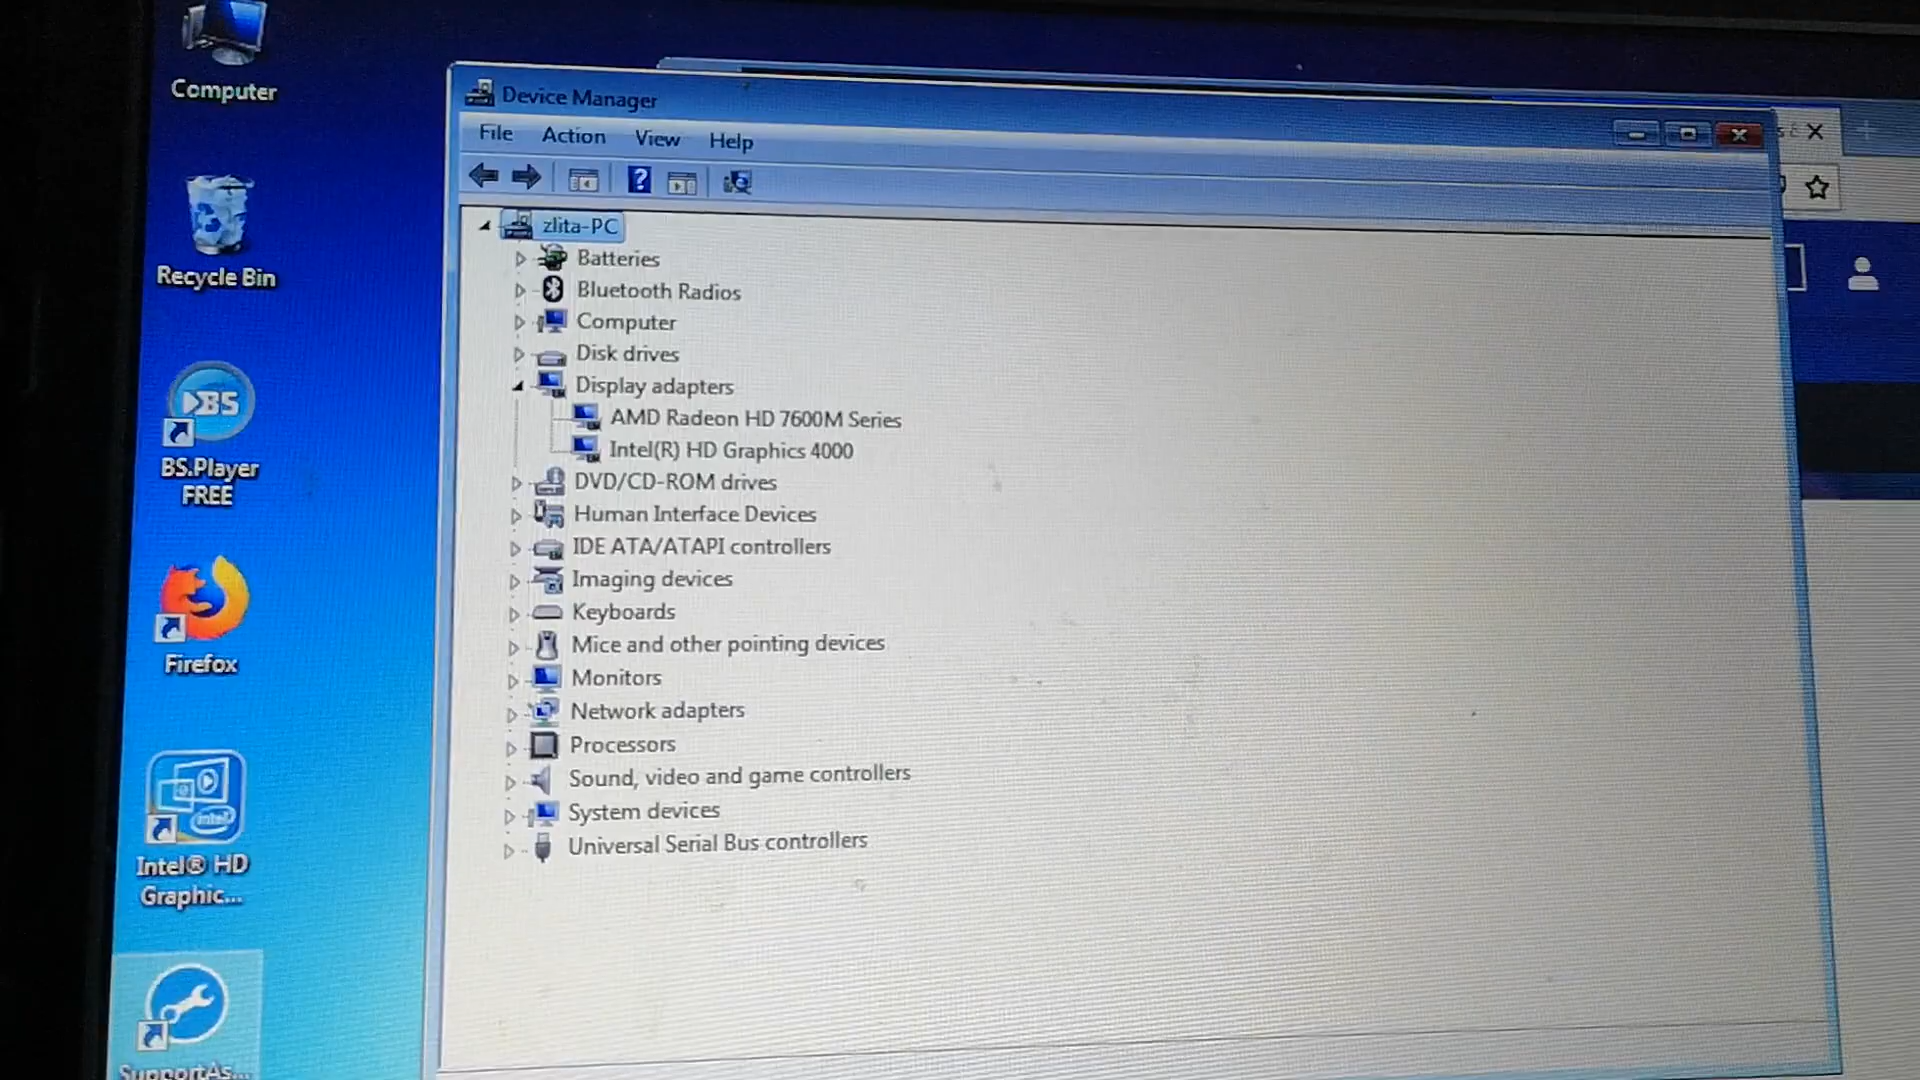 Computer
Recycle Bin
BS
BS.Player
FREE
Firefox
intel
Intel® HD
Graphic...
SupportAs...
Device Manager
File Action View Help
zlita-PC
Batteries
Bluetooth Radios
Computer
Disk drives
Display adapters
AMD Radeon HD 7600M Series
Intel(R) HD Graphics 4000
DVD/CD-ROM drives
Human Interface Devices
IDE ATA/ATAPI controllers
Imaging devices
Keyboards
Mice and other pointing devices
Monitors
Network adapters
Processors
Sound, video and game controllers
System devices
Universal Serial Bus controllers